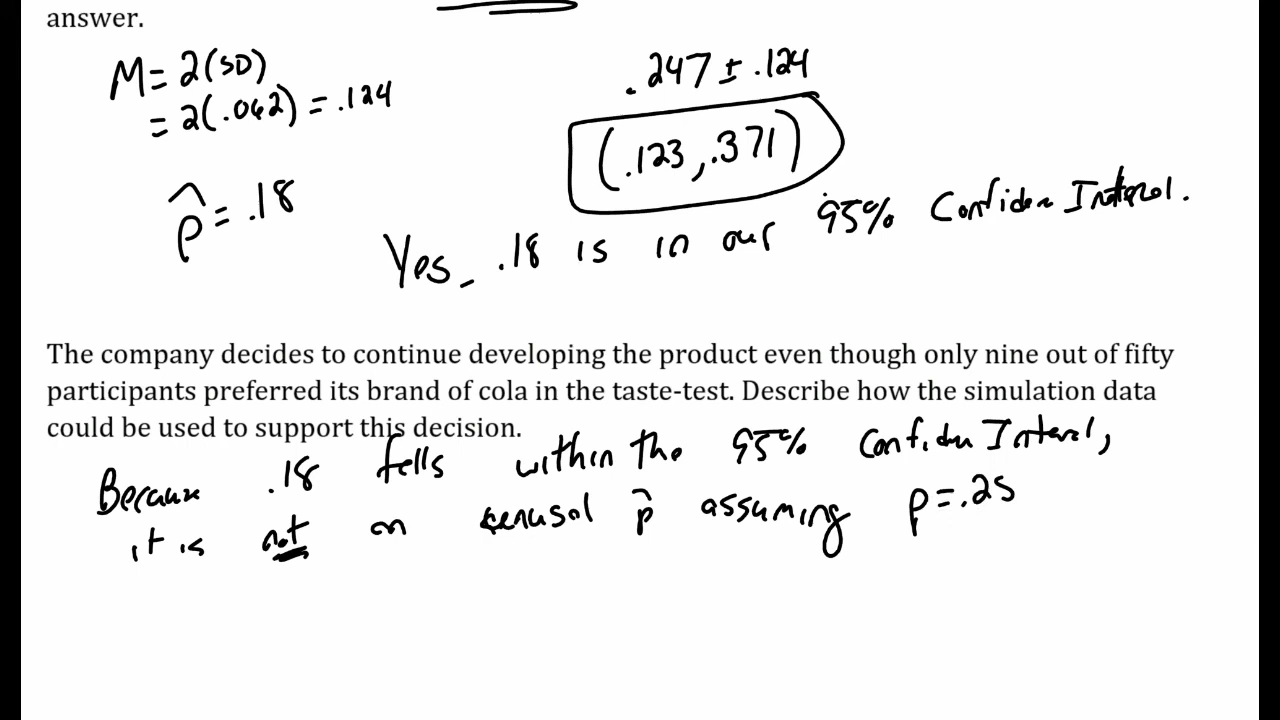 answer.
M = 2(SD)
= 2(.062) = .124
.247 ± .124
(.123, .371)
p̂ = .18
Yes - .18 is in our 95% Confiden Interval.
The company decides to continue developing the product even though only nine out of fifty
participants preferred its brand of cola in the taste-test. Describe how the simulation data
could be used to support this decision.
Because .18 falls within the 95% Confiden Interval,
it is not an p̂ assuming p = .25